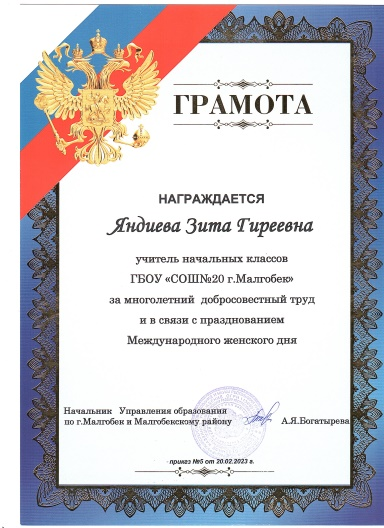 ГРАМОТА
НАГРАЖДАЕТСЯ
Яндиева Зита Гиреевна
учитель начальных классов
ГБОУ «СОШ№20 г.Малгобек»
за многолетний добросовестный труд
и в связи с празднованием
Международного женского дня
Начальник Управления образования
по г.Малгобек и Малгобекскому району А.Я.Богатырева
приказ №5 от 20.02.2023 г.